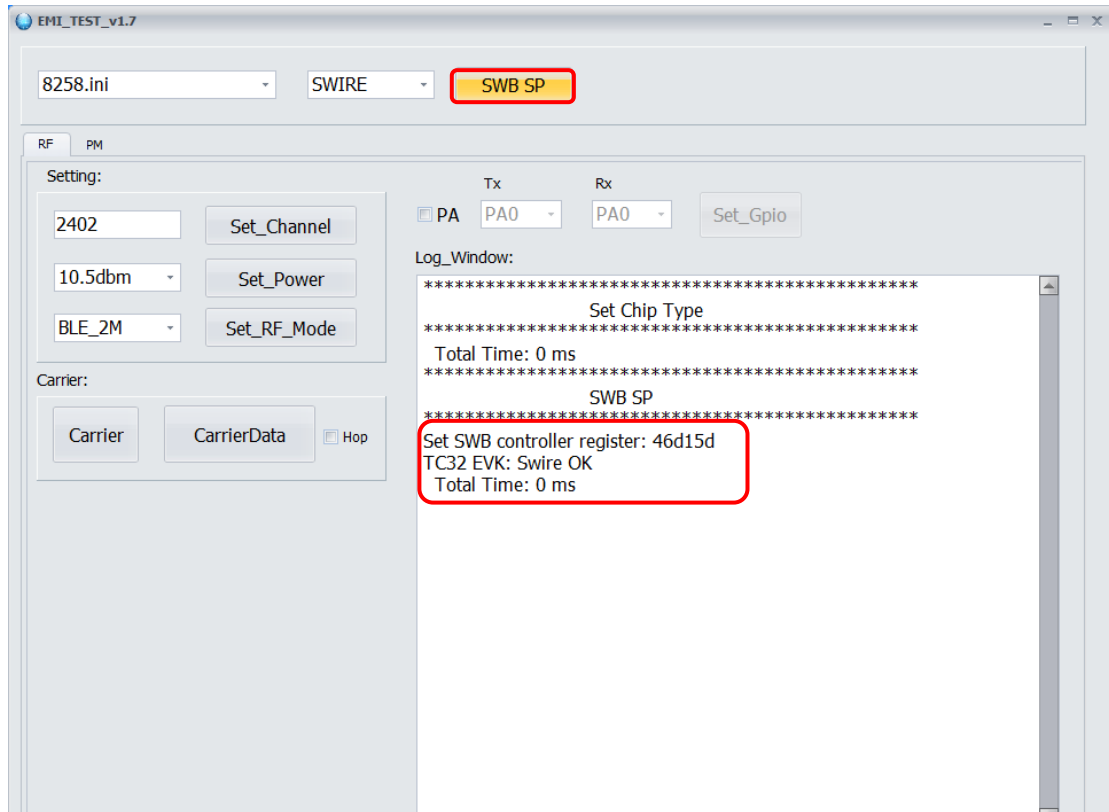 EMI_TEST_v1.7
8258.ini SWIRE SWB SP
RF PM
Setting:
2402 Set_Channel
10.5dbm Set_Power
BLE_2M Set_RF_Mode
Carrier:
Carrier CarrierData Hop
Tx Rx
PA PA0 PA0 Set_Gpio
Log_Window:
************************************************
Set Chip Type
************************************************
Total Time: 0 ms
************************************************
SWB SP
************************************************
Set SWB controller register: 46d15d
TC32 EVK: Swire OK
Total Time: 0 ms